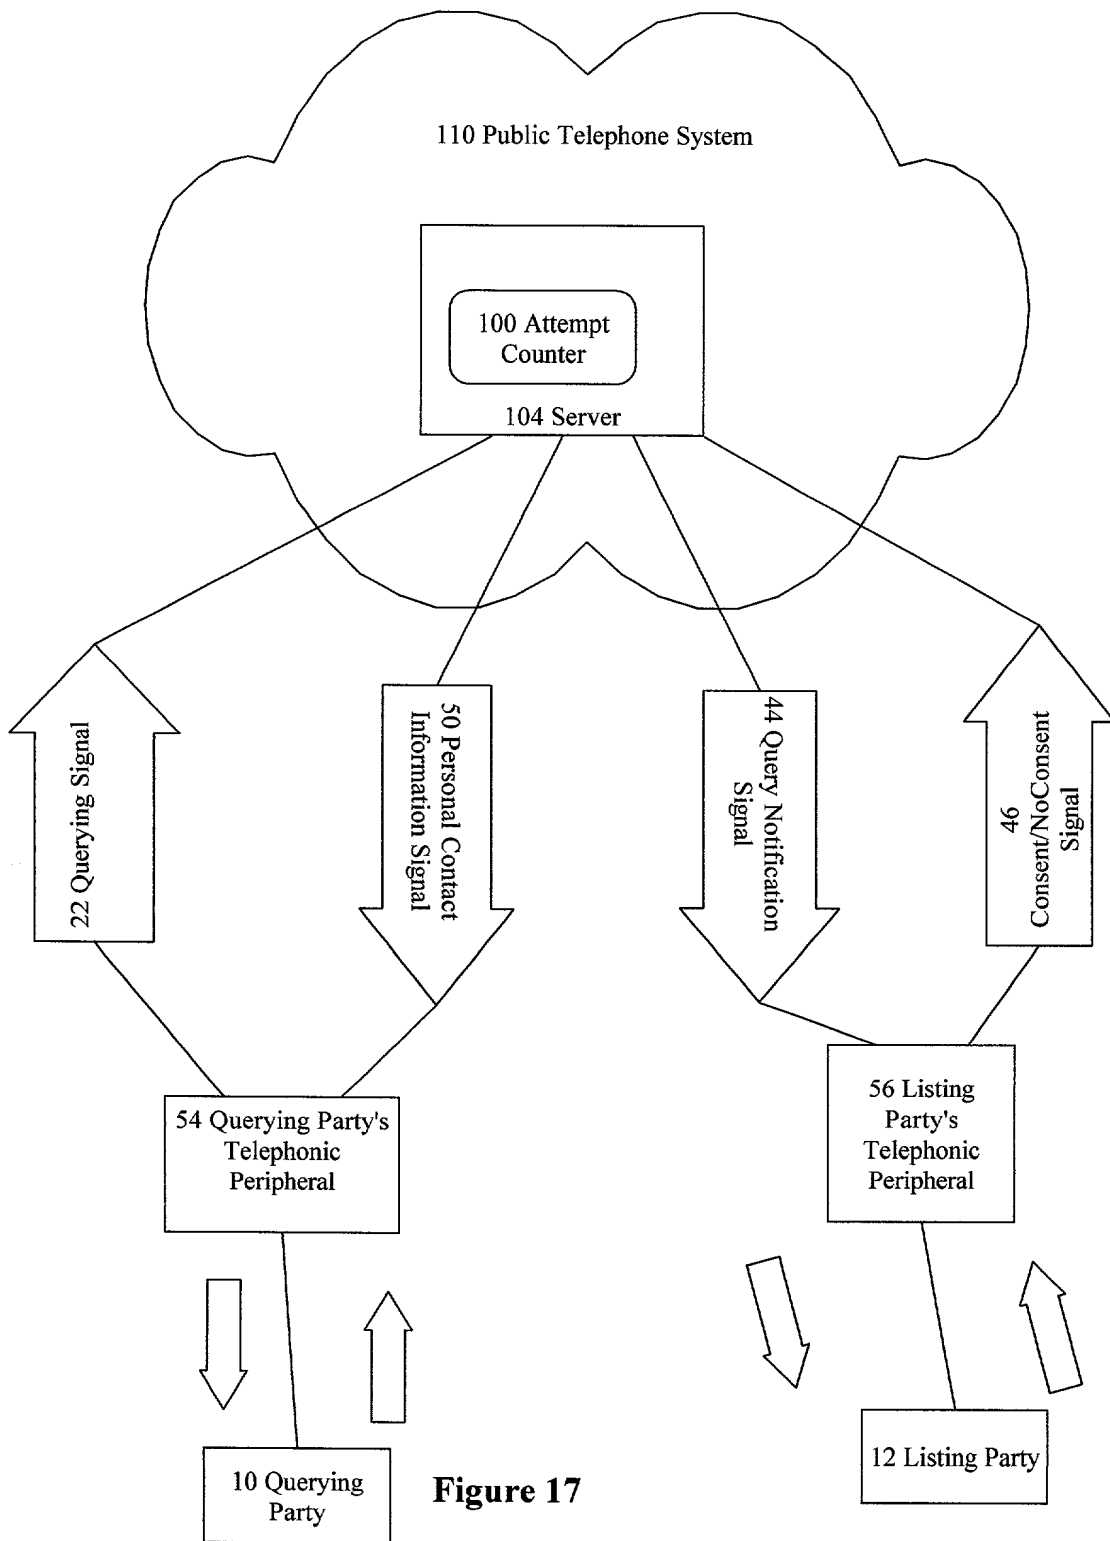 110 Public Telephone System
100 Attempt
Counter
104 Server
22 Querying Signal
50 Personal Contact
Information Signal
44 Query Notification
Signal
46
Consent/NoConsent
Signal
54 Querying Party's
Telephonic
Peripheral
56 Listing
Party's
Telephonic
Peripheral
10 Querying
Party
12 Listing Party
Figure 17